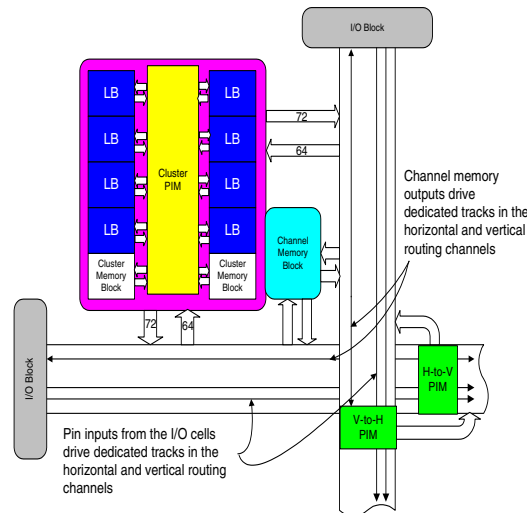 I/O Block
LB
LB
LB
LB
LB
LB
LB
LB
Cluster
PIM
Cluster
Memory
Block
Cluster
Memory
Block
72
64
Channel
Memory
Block
Channel memory
outputs drive
dedicated tracks in the
horizontal and vertical
routing channels
72
64
I/O Block
H-to-V
PIM
V-to-H
PIM
Pin inputs from the I/O cells
drive dedicated tracks in the
horizontal and vertical routing
channels